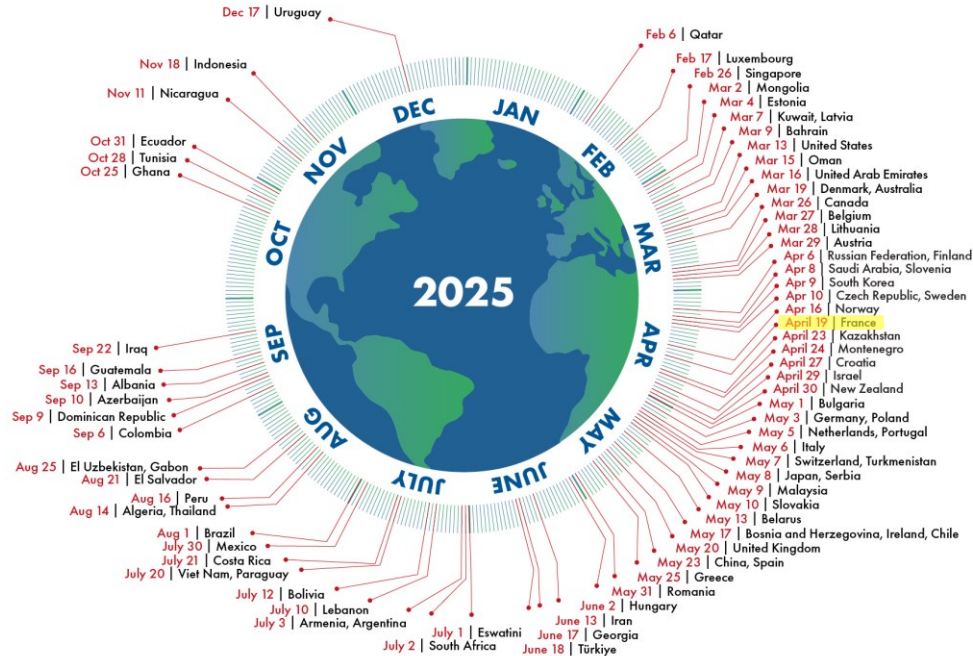 Dec 17 | Uruguay
Nov 18 | Indonesia
Nov 11 | Nicaragua
Oct 31 | Ecuador
Oct 28 | Tunisia
Oct 25 | Ghana
Sep 22 | Iraq
Sep 16 | Guatemala
Sep 13 | Albania
Sep 10 | Azerbaijan
Sep 9 | Dominican Republic
Sep 6 | Colombia
Aug 25 | El Uzbekistan, Gabon
Aug 21 | El Salvador
Aug 16 | Peru
Aug 14 | Algeria, Thailand
Aug 1 | Brazil
July 30 | Mexico
July 21 | Costa Rica
July 20 | Viet Nam, Paraguay
July 12 | Bolivia
July 10 | Lebanon
July 3 | Armenia, Argentina
July 1 | Eswatini
July 2 | South Africa
JAN
FEB
MAR
APR
MAY
JUNE
JULY
AUG
SEP
OCT
NOV
DEC
2025
Feb 6 | Qatar
Feb 17 | Luxembourg
Feb 26 | Singapore
Mar 2 | Mongolia
Mar 4 | Estonia
Mar 7 | Kuwait, Latvia
Mar 9 | Bahrain
Mar 13 | United States
Mar 15 | Oman
Mar 16 | United Arab Emirates
Mar 19 | Denmark, Australia
Mar 26 | Canada
Mar 27 | Belgium
Mar 28 | Lithuania
Mar 29 | Austria
Apr 6 | Russian Federation, Finland
Apr 8 | Saudi Arabia, Slovenia
Apr 9 | South Korea
Apr 10 | Czech Republic, Sweden
Apr 16 | Norway
April 19 | France
April 23 | Kazakhstan
April 24 | Montenegro
April 27 | Croatia
April 29 | Israel
April 30 | New Zealand
May 1 | Bulgaria
May 3 | Germany, Poland
May 5 | Netherlands, Portugal
May 6 | Italy
May 7 | Switzerland, Turkmenistan
May 8 | Japan, Serbia
May 9 | Malaysia
May 10 | Slovakia
May 13 | Belarus
May 17 | Bosnia and Herzegovina, Ireland, Chile
May 20 | United Kingdom
May 23 | China, Spain
May 25 | Greece
May 31 | Romania
June 2 | Hungary
June 13 | Iran
June 17 | Georgia
June 18 | Türkiye